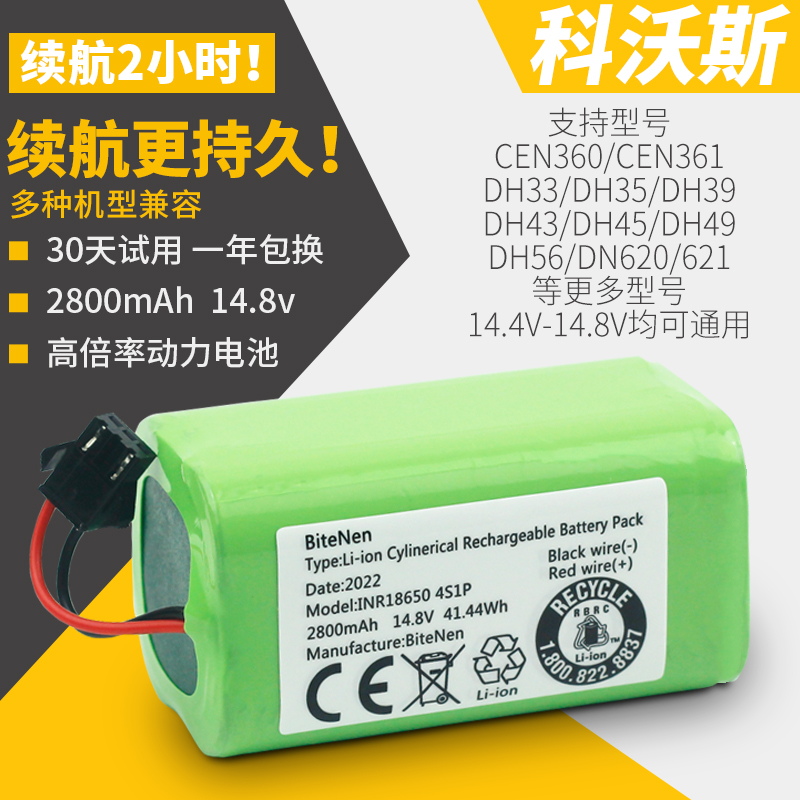 续航2小时！
科沃斯
续航更持久！
多种机型兼容
30天试用 一年包换
2800mAh 14.8v
高倍率动力电池
支持型号
CEN360/CEN361
DH33/DH35/DH39
DH43/DH45/DH49
DH56/DN620/621
等更多型号
14.4V-14.8V均可通用
BiteNen
Type:Li-ion Cylinerical Rechargeable Battery Pack
Date:2022
Black wire(-)
Red wire(+)
Model:INR18650 4S1P
2800mAh 14.8V 41.44Wh
Manufacture:BiteNen
CE
Li-ion
RECYCLE
RBRC
Li-ion
TM
1.800.822.8837